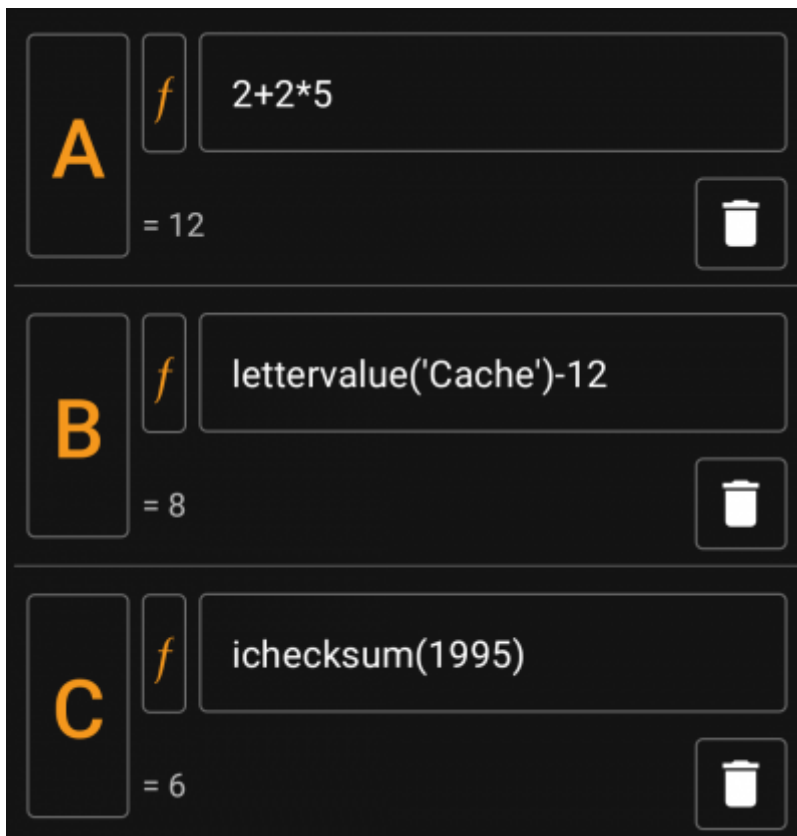 A
f
2+2*5
= 12
B
f
lettervalue('Cache')-12
= 8
C
f
ichecksum(1995)
= 6